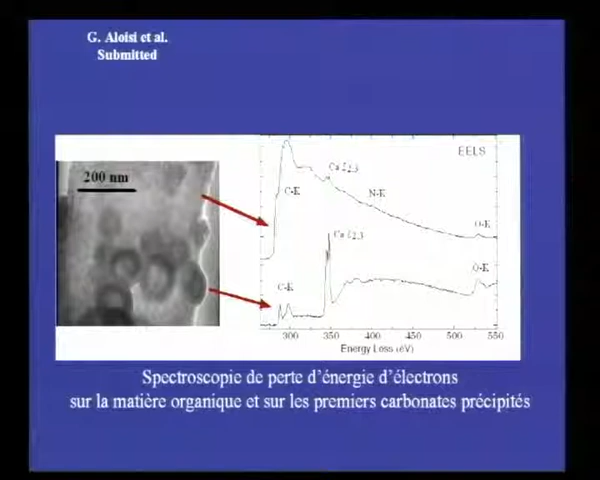 G. Aloisi et al.
Submitted
200 nm
EELS
Ca L2,3
C-K
N-K
O-K
Ca L2,3
O-K
C-K
300 350 400 450 500 550
Energy Loss (eV)
Spectroscopie de perte d'énergie d'électrons
sur la matière organique et sur les premiers carbonates précipités